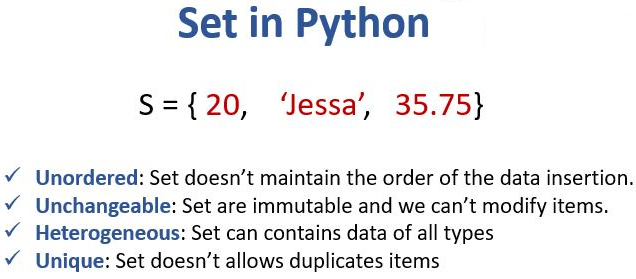 Set in Python
S = { 20, ‘Jessa’, 35.75}
✓ Unordered: Set doesn’t maintain the order of the data insertion.
✓ Unchangeable: Set are immutable and we can’t modify items.
✓ Heterogeneous: Set can contains data of all types
✓ Unique: Set doesn’t allows duplicates items